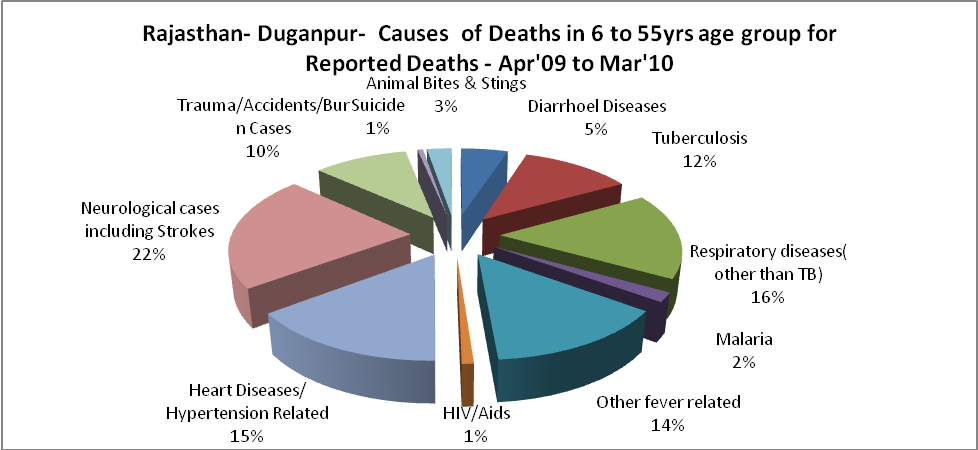 Rajasthan- Duganpur-  Causes  of Deaths in 6 to 55yrs age group for
Reported Deaths - Apr'09 to Mar'10
Animal Bites & Stings
3%
Diarrhoel Diseases
5%
Tuberculosis
12%
Respiratory diseases(
other than TB)
16%
Malaria
2%
Other fever related
14%
HIV/Aids
1%
Heart Diseases/
Hypertension Related
15%
Neurological cases
including Strokes
22%
Trauma/Accidents/Bur
n Cases
10%
Suicide
1%